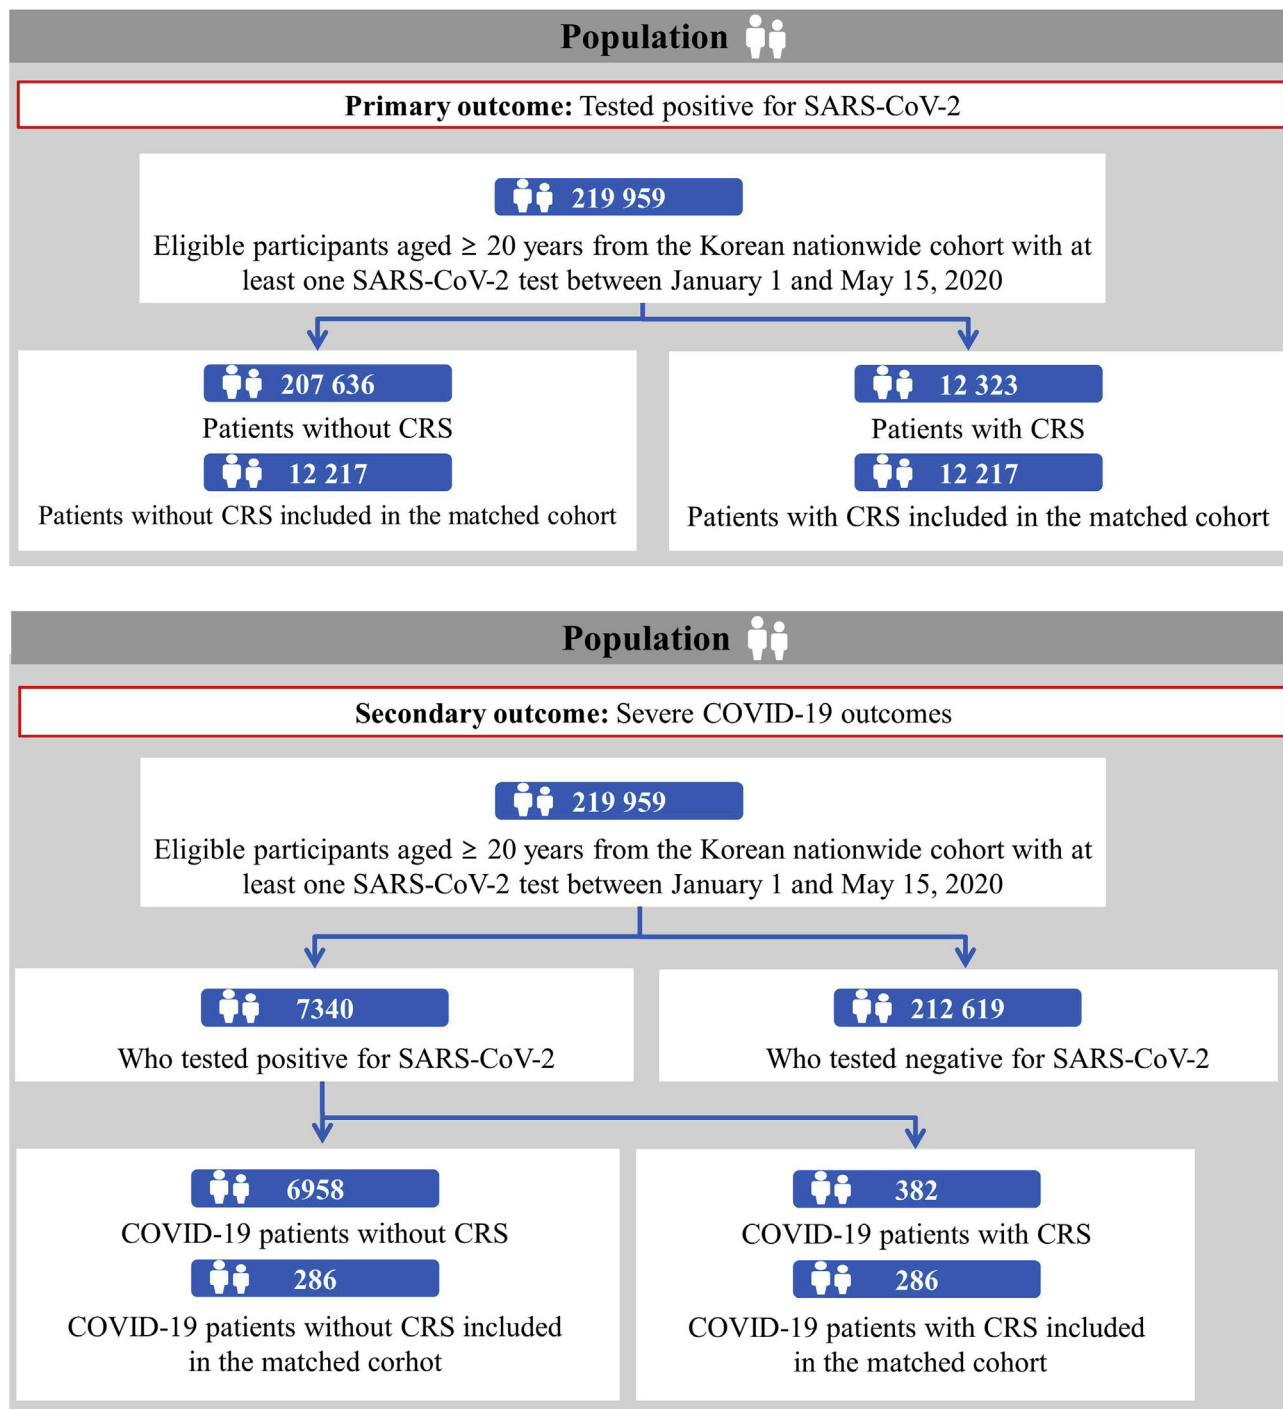 Population
Primary outcome: Tested positive for SARS-CoV-2
219 959
Eligible participants aged ≥ 20 years from the Korean nationwide cohort with at
least one SARS-CoV-2 test between January 1 and May 15, 2020
207 636
Patients without CRS
12 217
Patients without CRS included in the matched cohort
12 323
Patients with CRS
12 217
Patients with CRS included in the matched cohort
Population
Secondary outcome: Severe COVID-19 outcomes
219 959
Eligible participants aged ≥ 20 years from the Korean nationwide cohort with at
least one SARS-CoV-2 test between January 1 and May 15, 2020
7340
Who tested positive for SARS-CoV-2
212 619
Who tested negative for SARS-CoV-2
6958
COVID-19 patients without CRS
286
COVID-19 patients without CRS included
in the matched corhot
382
COVID-19 patients with CRS
286
COVID-19 patients with CRS included
in the matched cohort